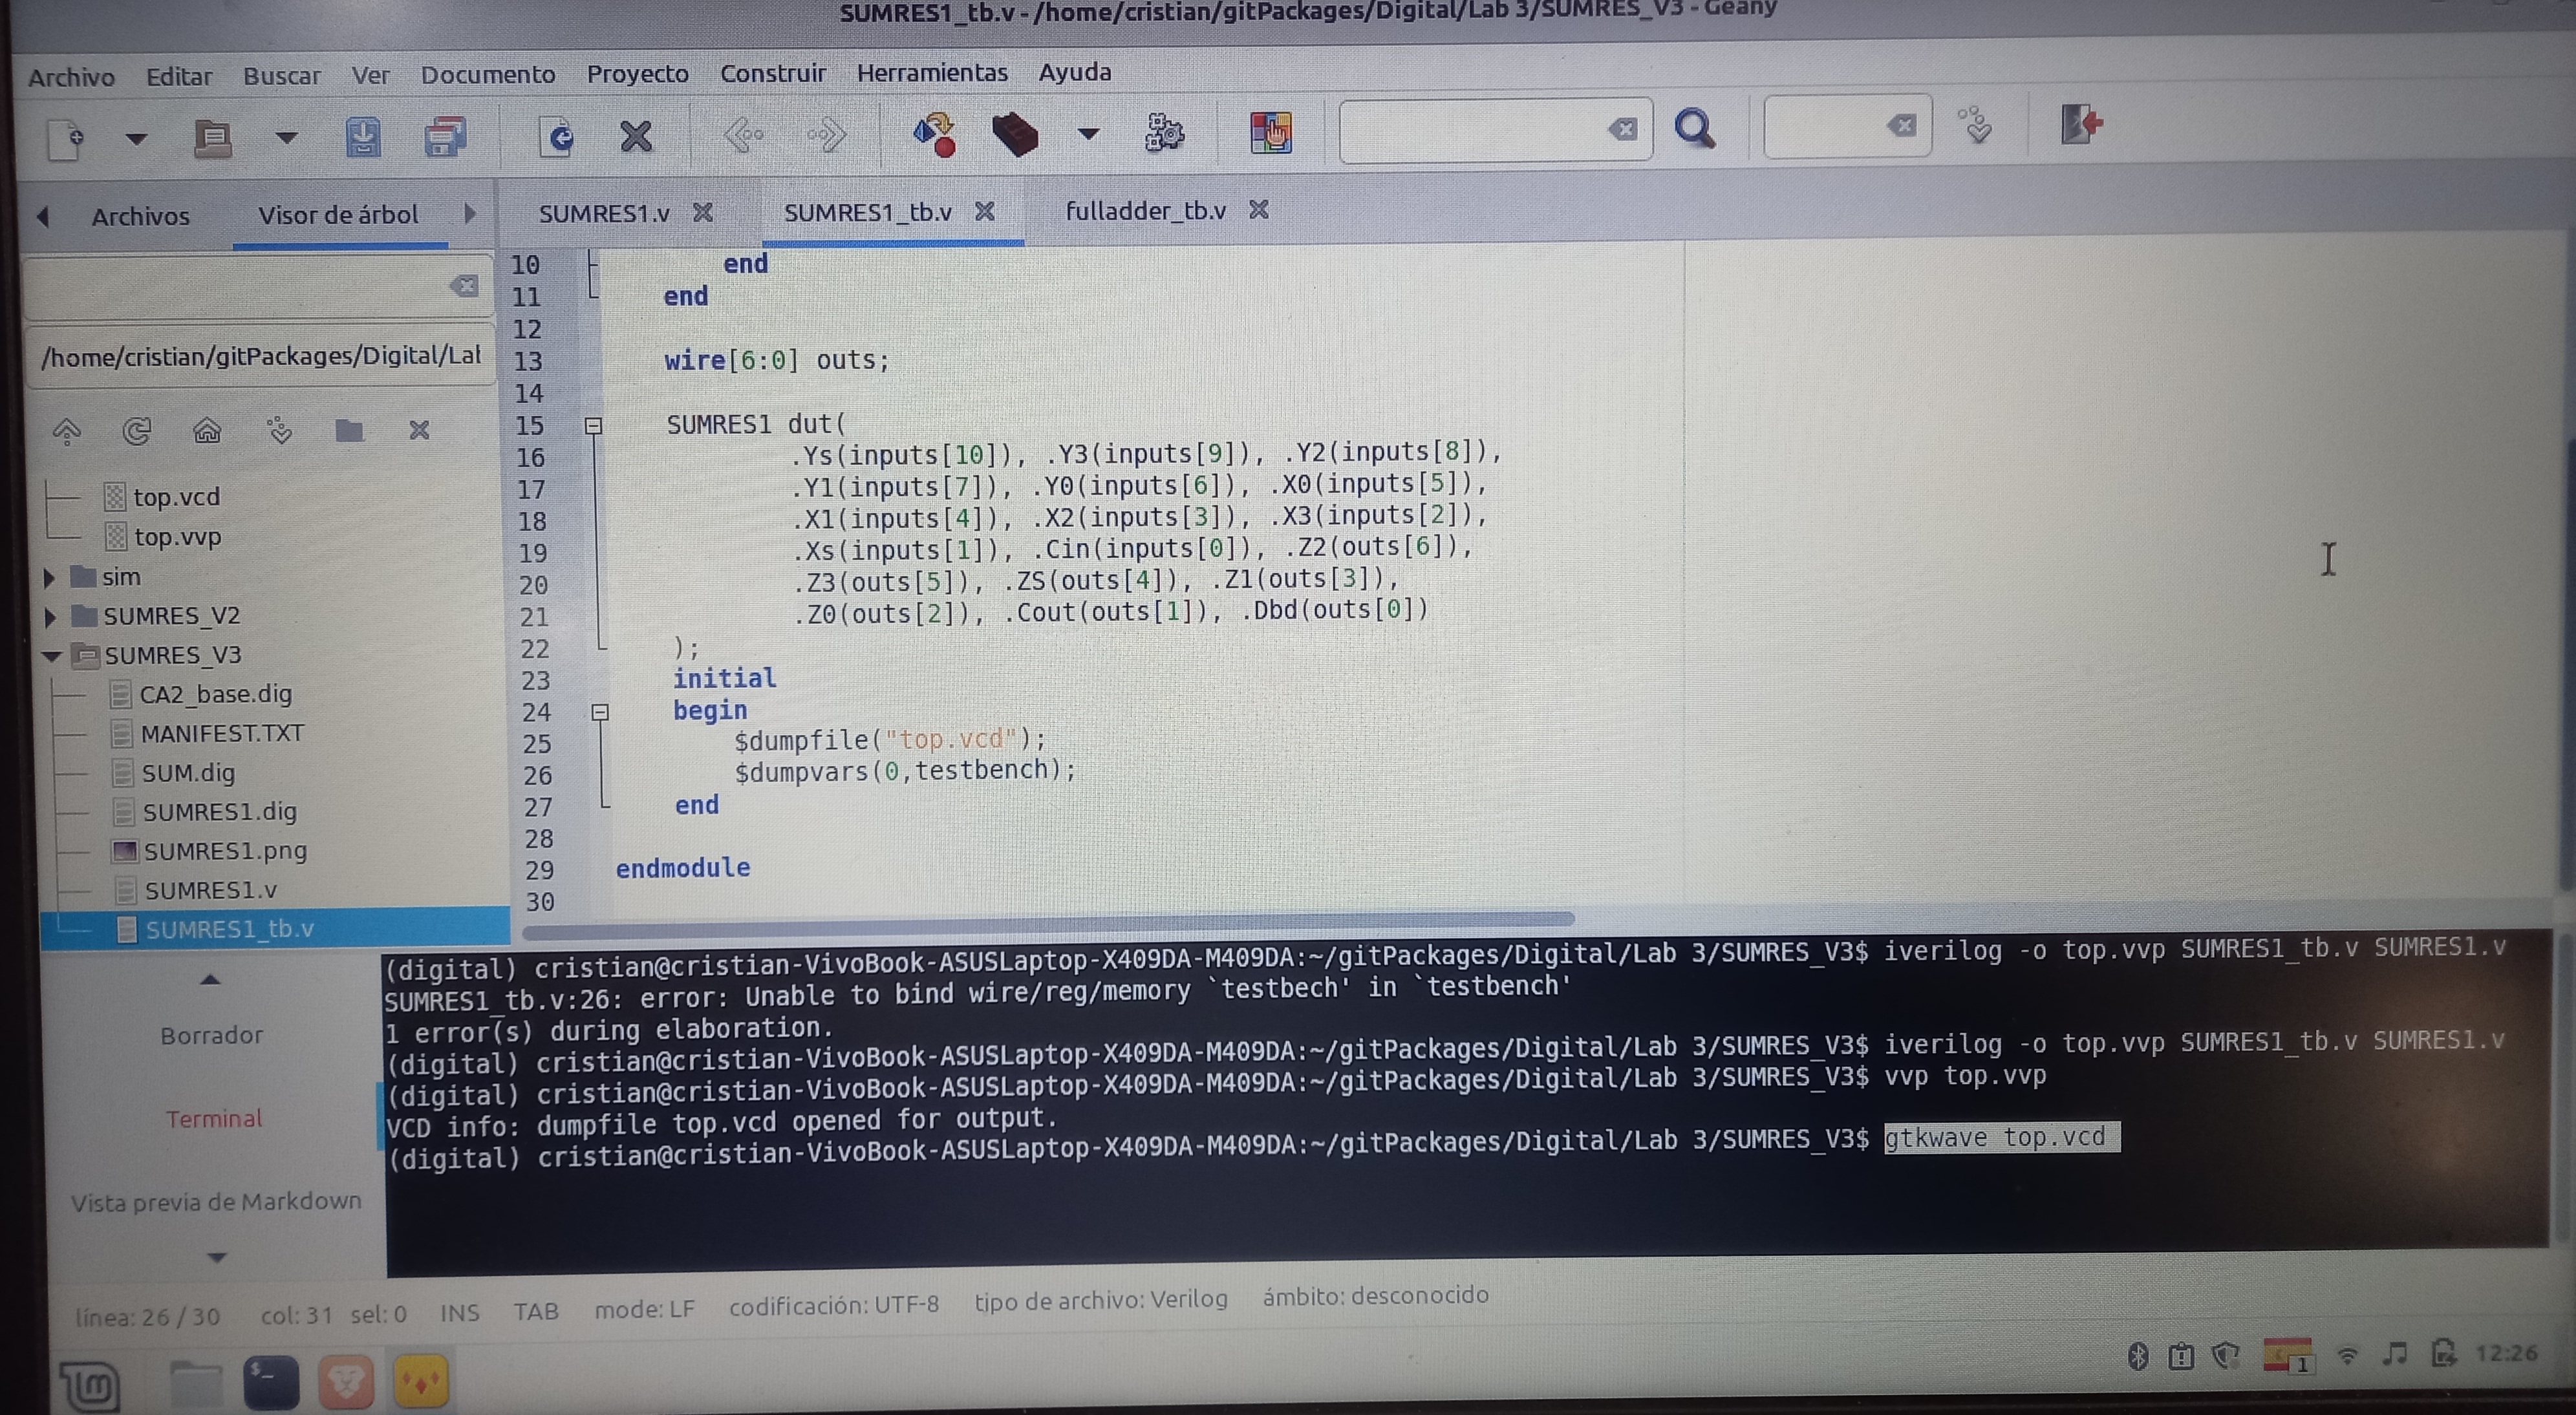 SUMRES1_tb.v - /home/cristian/gitPackages/Digital/Lab 3/SUMRES_V3 - Geany
Archivo Editar Buscar Ver Documento Proyecto Construir Herramientas Ayuda
Archivos Visor de árbol SUMRES1.v SUMRES1_tb.v fulladder_tb.v
/home/cristian/gitPackages/Digital/Lal
top.vcd
top.vvp
sim
SUMRES_V2
SUMRES_V3
CA2_base.dig
MANIFEST.TXT
SUM.dig
SUMRES1.dig
SUMRES1.png
SUMRES1.v
SUMRES1_tb.v
10 end
11 end
12
13 wire[6:0] outs;
14
15 SUMRES1 dut(
16 .Ys(inputs[10]), .Y3(inputs[9]), .Y2(inputs[8]),
17 .Y1(inputs[7]), .Y0(inputs[6]), .X0(inputs[5]),
18 .X1(inputs[4]), .X2(inputs[3]), .X3(inputs[2]),
19 .Xs(inputs[1]), .Cin(inputs[0]), .Z2(outs[6]),
20 .Z3(outs[5]), .ZS(outs[4]), .Z1(outs[3]),
21 .Z0(outs[2]), .Cout(outs[1]), .Dbd(outs[0])
22 );
23 initial
24 begin
25 $dumpfile("top.vcd");
26 $dumpvars(0,testbench);
27 end
28
29 endmodule
30
Borrador
Terminal
Vista previa de Markdown
(digital) cristian@cristian-VivoBook-ASUSLaptop-X409DA-M409DA:~/gitPackages/Digital/Lab 3/SUMRES_V3$ iverilog -o top.vvp SUMRES1_tb.v SUMRES1.v
SUMRES1_tb.v:26: error: Unable to bind wire/reg/memory `testbech' in `testbench'
1 error(s) during elaboration.
(digital) cristian@cristian-VivoBook-ASUSLaptop-X409DA-M409DA:~/gitPackages/Digital/Lab 3/SUMRES_V3$ iverilog -o top.vvp SUMRES1_tb.v SUMRES1.v
(digital) cristian@cristian-VivoBook-ASUSLaptop-X409DA-M409DA:~/gitPackages/Digital/Lab 3/SUMRES_V3$ vvp top.vvp
VCD info: dumpfile top.vcd opened for output.
(digital) cristian@cristian-VivoBook-ASUSLaptop-X409DA-M409DA:~/gitPackages/Digital/Lab 3/SUMRES_V3$ gtkwave top.vcd
línea: 26 / 30 col: 31 sel: 0 INS TAB mode: LF codificación: UTF-8 tipo de archivo: Verilog ámbito: desconocido
1 12:26